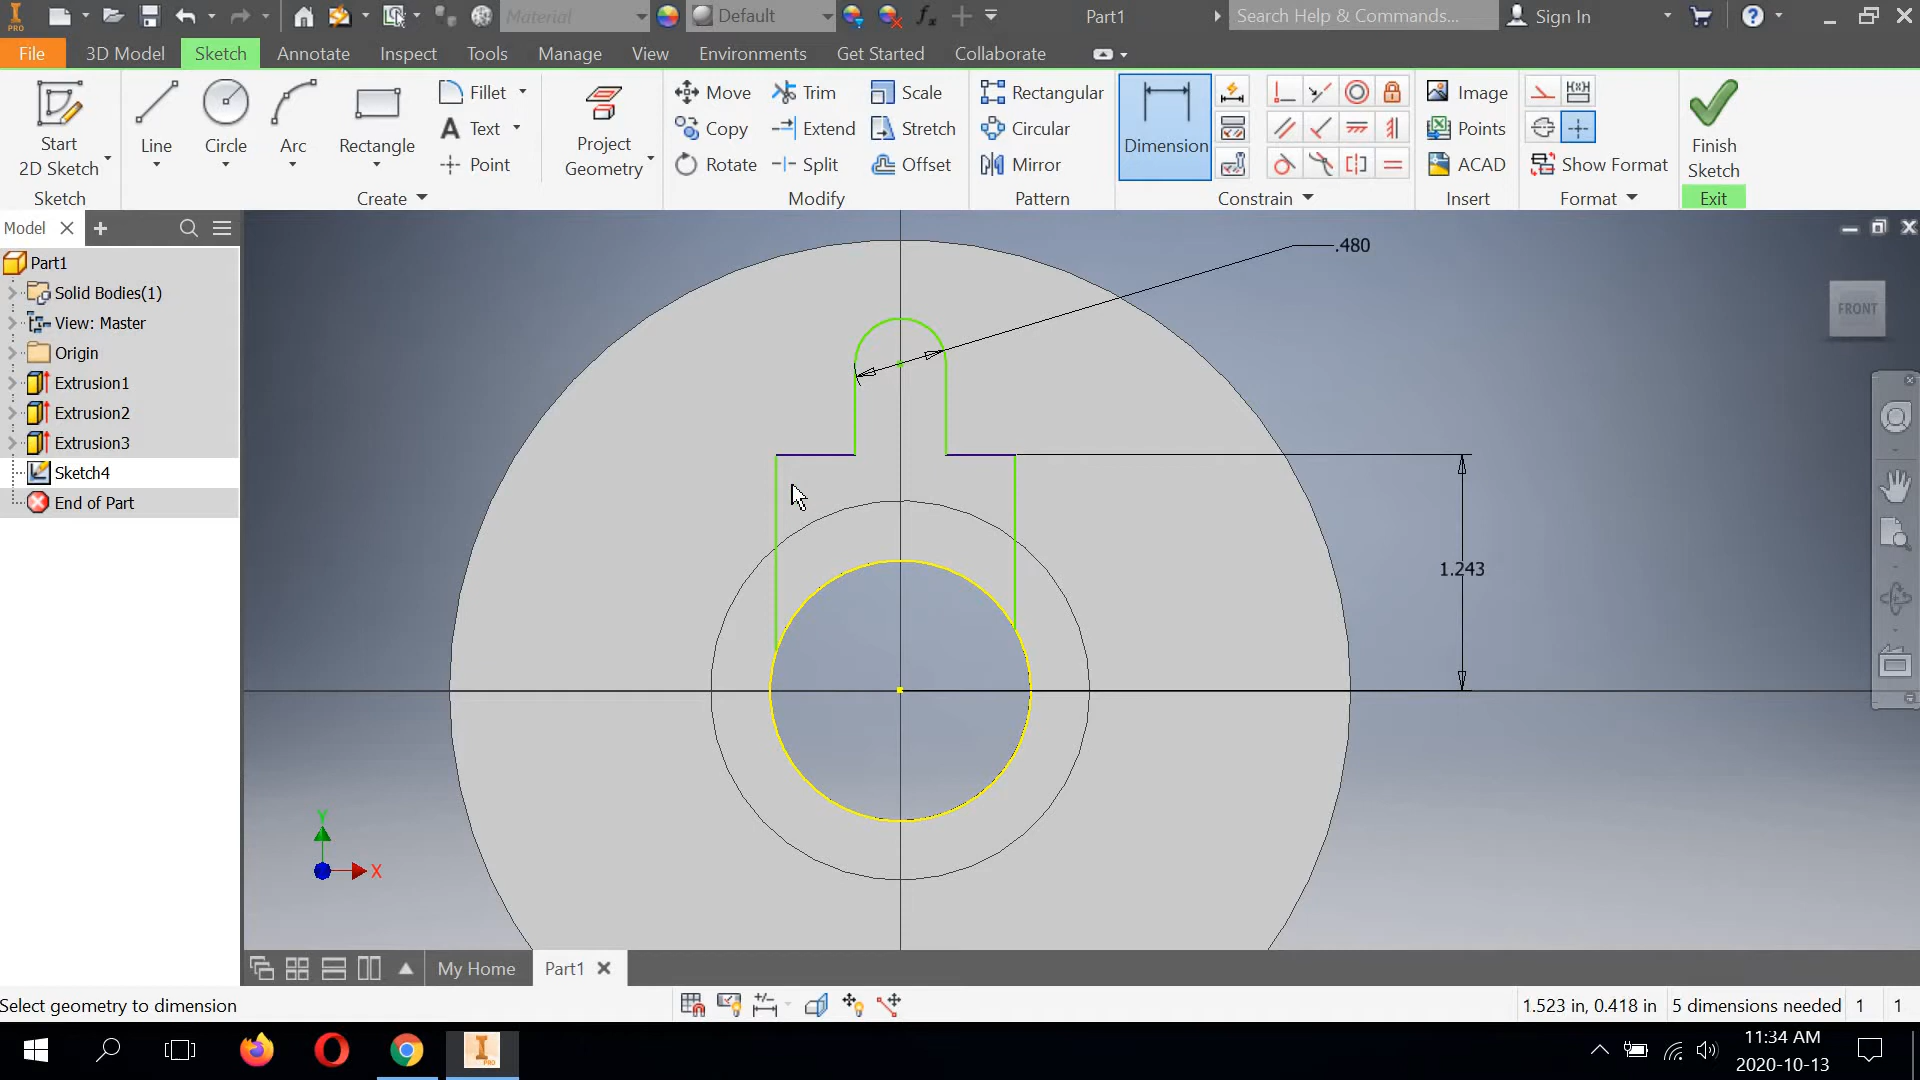 Material
Default
fx
Part1
Search Help & Commands...
Sign In
PRO
File
3D Model
Sketch
Annotate
Inspect
Tools
Manage
View
Environments
Get Started
Collaborate
Start
2D Sketch
Line
Circle
Arc
Rectangle
Fillet
Text
Point
Project
Geometry
Move
Copy
Rotate
Trim
Extend
Split
Scale
Stretch
Offset
Rectangular
Circular
Mirror
Dimension
Image
Points
ACAD
Show Format
Finish
Sketch
Sketch
Create
Modify
Pattern
Constrain
Insert
Format
Exit
Model
Part1
Solid Bodies(1)
View: Master
Origin
Extrusion1
Extrusion2
Extrusion3
Sketch4
End of Part
.480
1.243
FRONT
Y
X
My Home
Part1
Select geometry to dimension
1.523 in, 0.418 in
5 dimensions needed
1
1
11:34 AM
2020-10-13